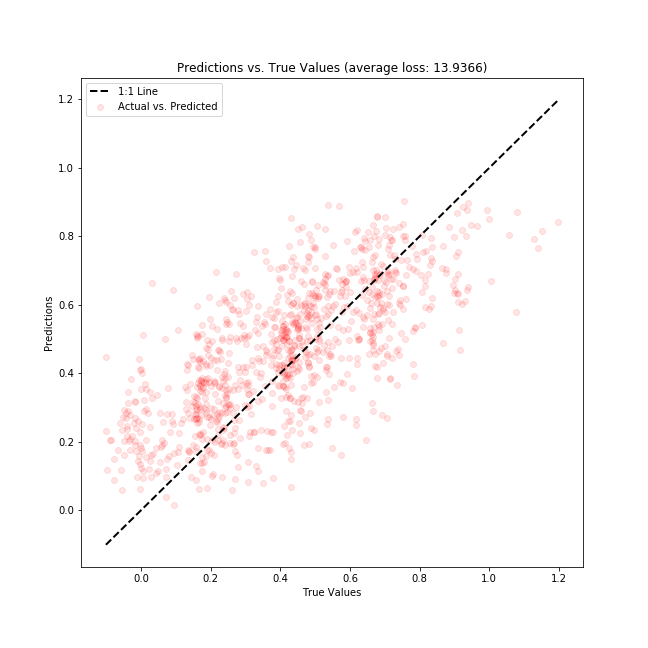 Predictions vs. True Values (average loss: 13.9366)
1:1 Line
Actual vs. Predicted
1.2
1.0
0.8
0.6
0.4
0.2
0.0
Predictions
0.0 0.2 0.4 0.6 0.8 1.0 1.2
True Values